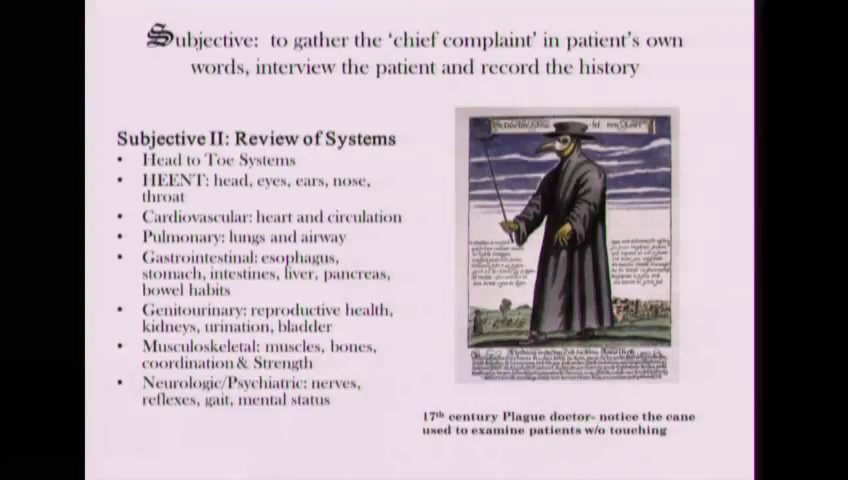 Subjective: to gather the ‘chief complaint’ in patient’s own
words, interview the patient and record the history
Subjective II: Review of Systems
• Head to Toe Systems
• HEENT: head, eyes, ears, nose,
throat
• Cardiovascular: heart and circulation
• Pulmonary: lungs and airway
• Gastrointestinal: esophagus,
stomach, intestines, liver, pancreas,
bowel habits
• Genitourinary: reproductive health,
kidneys, urination, bladder
• Musculoskeletal: muscles, bones,
coordination & Strength
• Neurologic/Psychiatric: nerves,
reflexes, gait, mental status
17th century Plague doctor- notice the cane
used to examine patients w/o touching